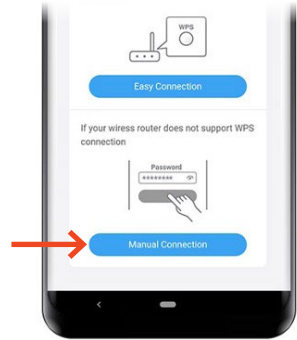 WPS
Easy Connection
If your wiress router does not support WPS
connection
Password
********
Manual Connection